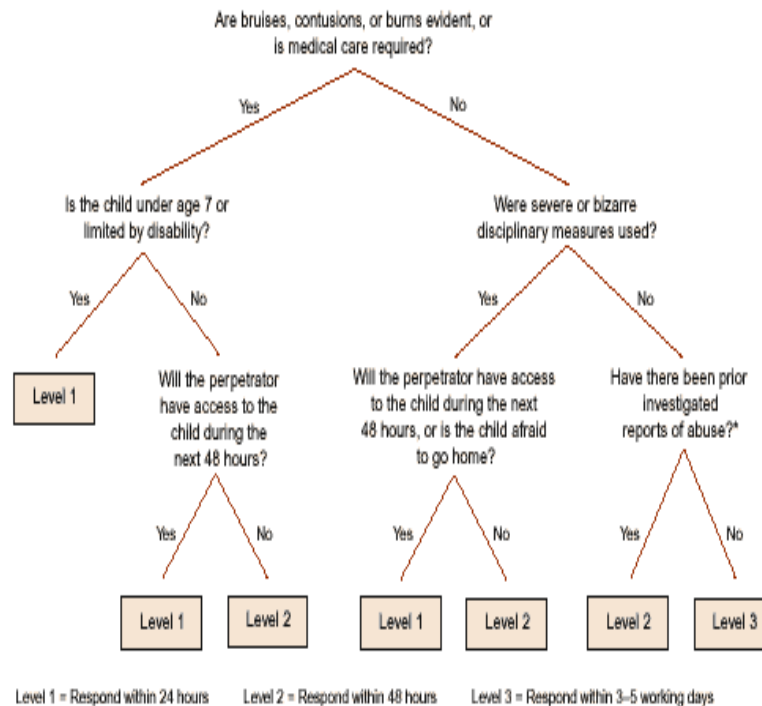 Are bruises, contusions, or burns evident, or
is medical care required?
Yes
No
Is the child under age 7 or
limited by disability?
Were severe or bizarre
disciplinary measures used?
Yes
No
Yes
No
Level 1
Will the perpetrator
have access to the
child during the
next 48 hours?
Will the perpetrator have access
to the child during the next
48 hours, or is the child afraid
to go home?
Have there been prior
investigated
reports of abuse?*
Yes
No
Yes
No
Yes
No
Level 1
Level 2
Level 1
Level 2
Level 2
Level 3
Level 1 = Respond within 24 hours
Level 2 = Respond within 48 hours
Level 3 = Respond within 3–5 working days